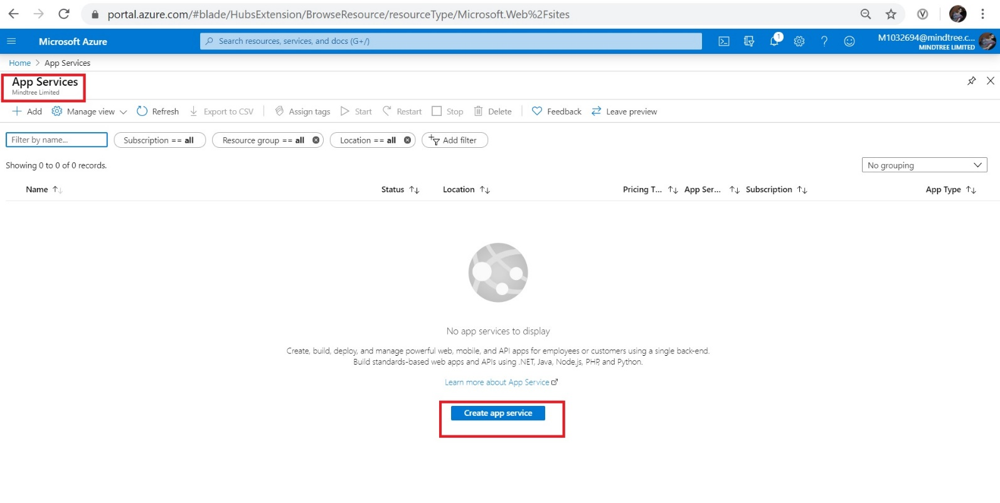 portal.azure.com/#blade/HubsExtension/BrowseResource/resourceType/Microsoft.Web%2Fsites
Microsoft Azure
Search resources, services, and docs (G+/)
1
M1032694@mindtree.c...
MINDTREE LIMITED
Home > App Services
App Services
Mindtree Limited
Add Manage view Refresh Export to CSV Assign tags Start Restart Stop Delete Feedback Leave preview
Filter by name... Subscription == all Resource group == all Location == all Add filter
Showing 0 to 0 of 0 records. No grouping
Name Status Location Pricing T... App Ser... Subscription App Type
No app services to display
Create, build, deploy, and manage powerful web, mobile, and API apps for employees or customers using a single back-end.
Build standards-based web apps and APIs using .NET, Java, Node.js, PHP, and Python.
Learn more about App Service
Create app service